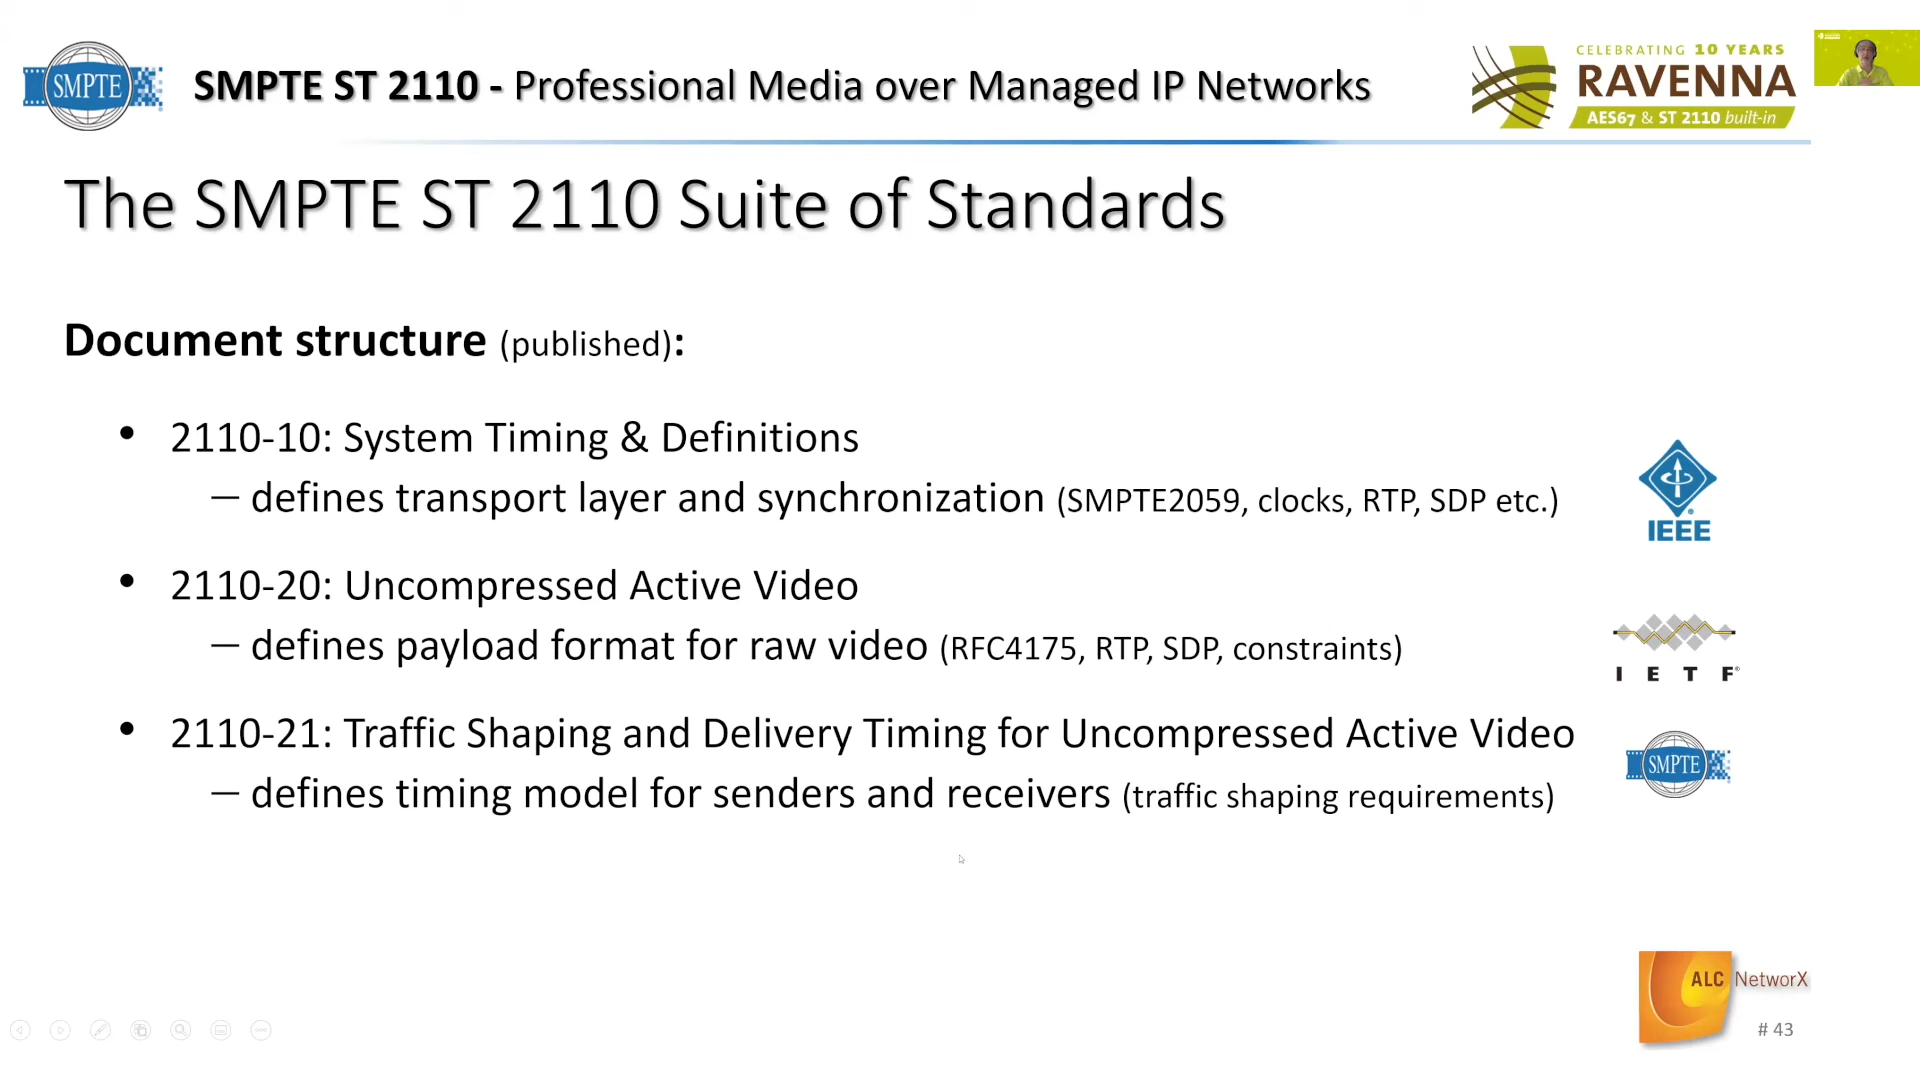 SMPTE
SMPTE ST 2110 - Professional Media over Managed IP Networks
CELEBRATING 10 YEARS
RAVENNA
AES67 & ST 2110 built-in
The SMPTE ST 2110 Suite of Standards
Document structure (published):
• 2110-10: System Timing & Definitions
– defines transport layer and synchronization (SMPTE2059, clocks, RTP, SDP etc.)
IEEE
• 2110-20: Uncompressed Active Video
– defines payload format for raw video (RFC4175, RTP, SDP, constraints)
I E T F®
• 2110-21: Traffic Shaping and Delivery Timing for Uncompressed Active Video
– defines timing model for senders and receivers (traffic shaping requirements)
SMPTE
ALC NetworX
# 43